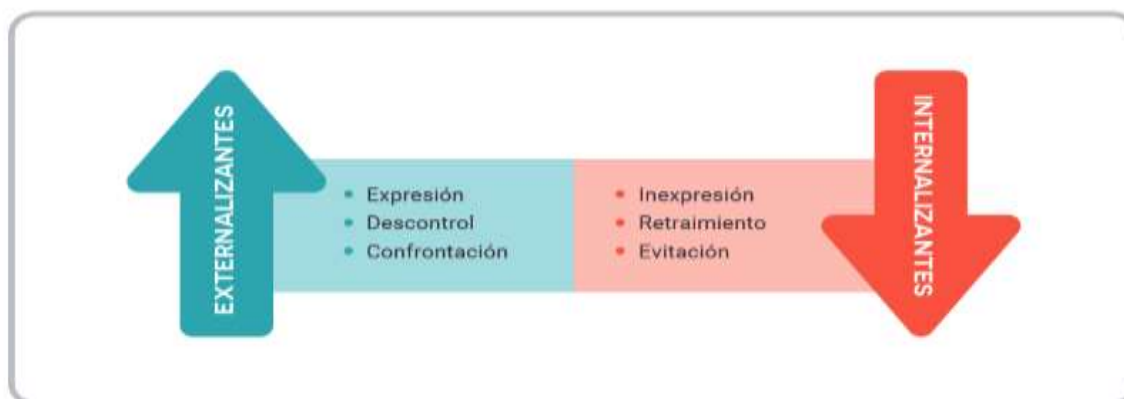 EXTERNALIZANTES
• Expresión
• Descontrol
• Confrontación
• Inexpresión
• Retraimiento
• Evitación
INTERNALIZANTES